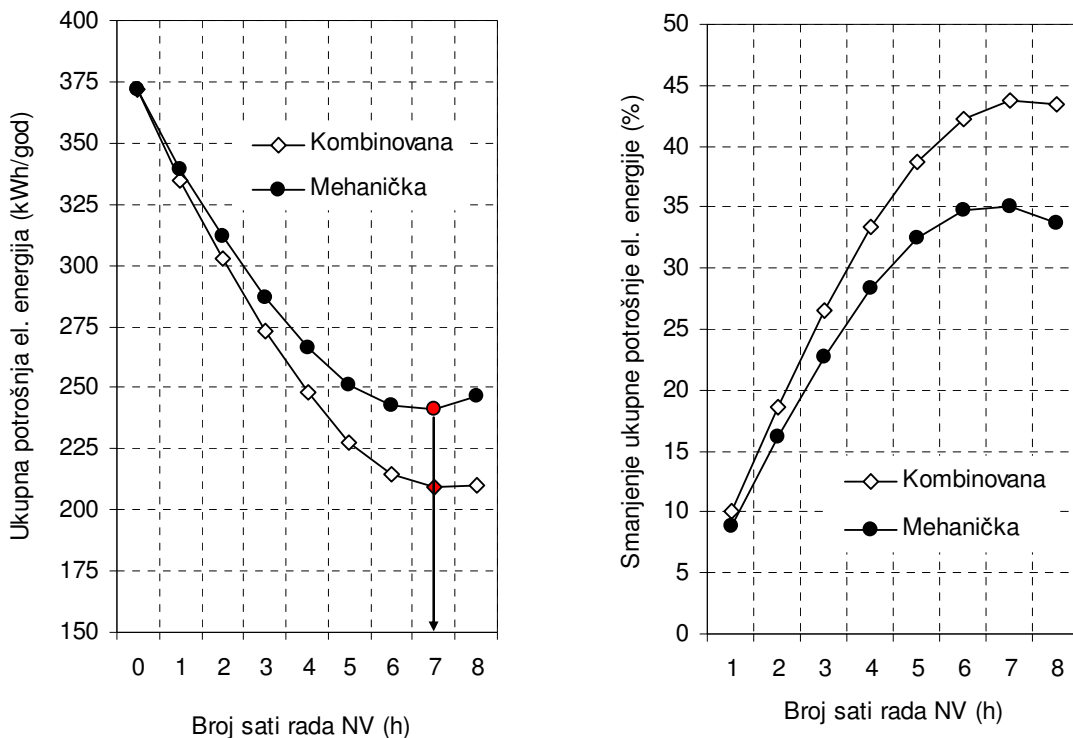 Ukupna potrošnja el. energija (kWh/god)
400
375
350
325
300
275
250
225
200
175
150
Kombinovana
Mehanička
0 1 2 3 4 5 6 7 8
Broj sati rada NV (h)
Smanjenje ukupne potrošnje el. energije (%)
50
45
40
35
30
25
20
15
10
5
0
Kombinovana
Mehanička
1 2 3 4 5 6 7 8
Broj sati rada NV (h)